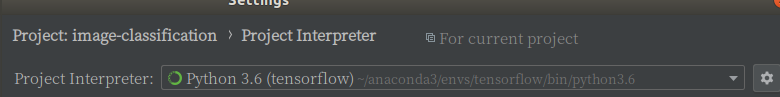 Settings
Project: image-classification › Project Interpreter For current project
Project Interpreter: Python 3.6 (tensorflow) ~/anaconda3/envs/tensorflow/bin/python3.6